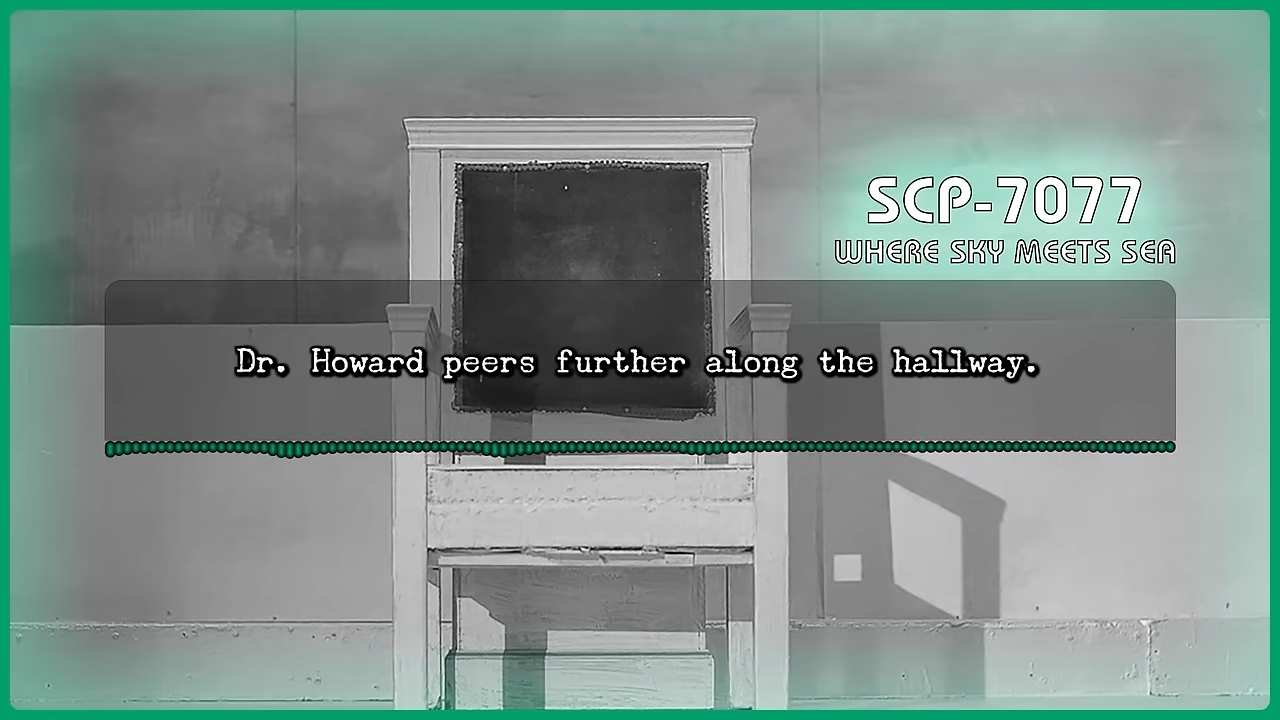 SCP-7077
WHERE SKY MEETS SEA
Dr. Howard peers further along the hallway.